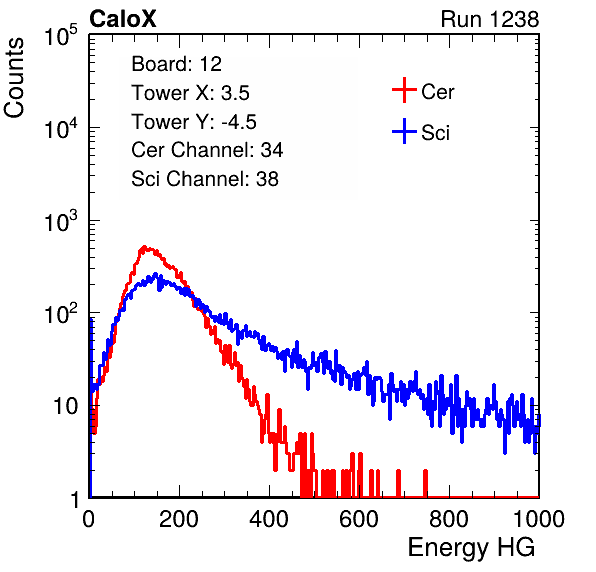 CaloX Run 1238
Counts
10^5
10^4
10^3
10^2
10
1
Board: 12
Tower X: 3.5
Tower Y: -4.5
Cer Channel: 34
Sci Channel: 38
Cer
Sci
0 200 400 600 800 1000
Energy HG